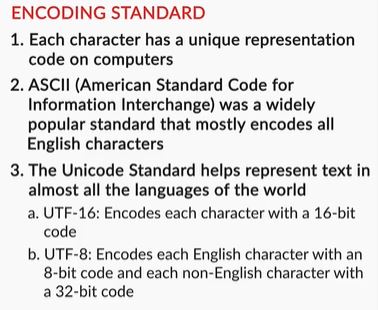 ENCODING STANDARD
1. Each character has a unique representation
code on computers
2. ASCII (American Standard Code for
Information Interchange) was a widely
popular standard that mostly encodes all
English characters
3. The Unicode Standard helps represent text in
almost all the languages of the world
a. UTF-16: Encodes each character with a 16-bit
code
b. UTF-8: Encodes each English character with an
8-bit code and each non-English character with
a 32-bit code